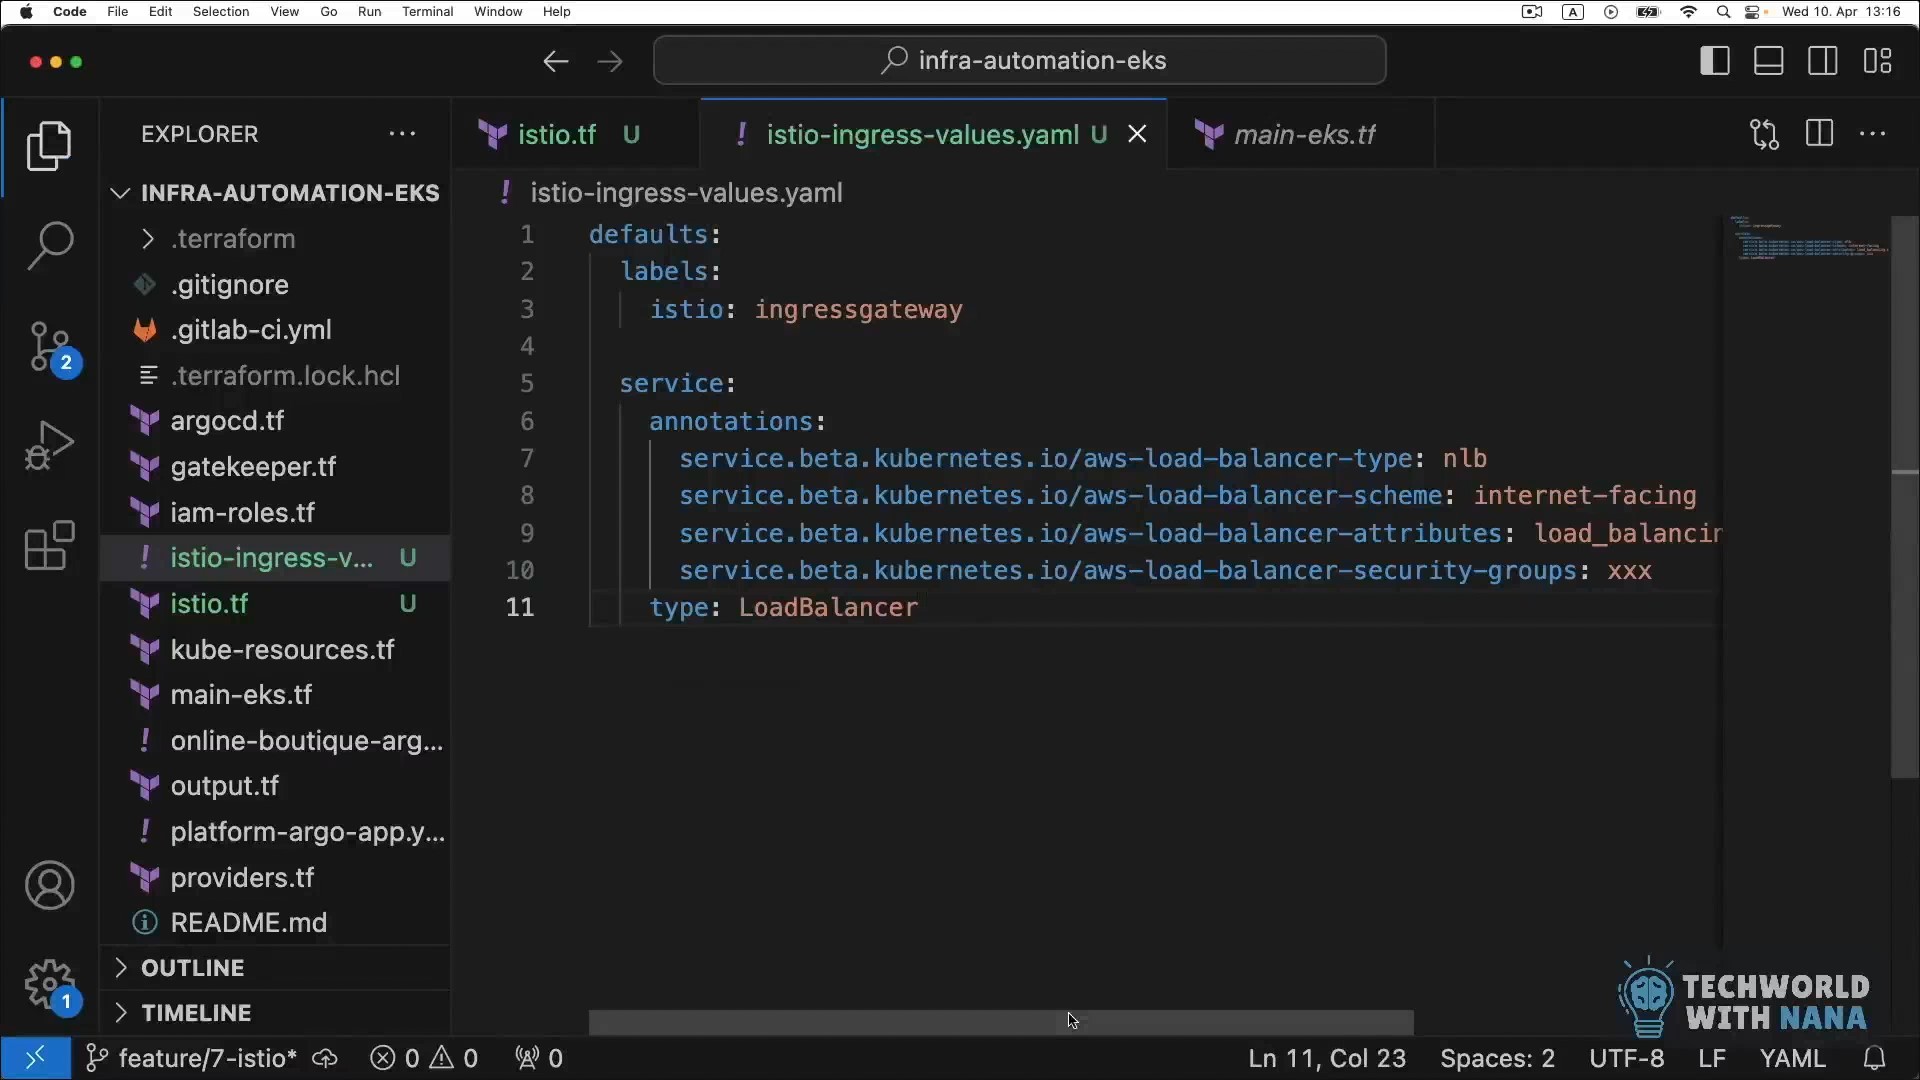 Code File Edit Selection View Go Run Terminal Window Help
A
Wed 10. Apr 13:16
infra-automation-eks
EXPLORER
istio.tf U
! istio-ingress-values.yaml U
main-eks.tf
INFRA-AUTOMATION-EKS
! istio-ingress-values.yaml
.terraform
.gitignore
.gitlab-ci.yml
.terraform.lock.hcl
argocd.tf
gatekeeper.tf
iam-roles.tf
! istio-ingress-v... U
istio.tf U
kube-resources.tf
main-eks.tf
! online-boutique-arg...
output.tf
! platform-argo-app.y...
providers.tf
README.md
OUTLINE
TIMELINE
2
1
1 defaults:
2 labels:
3 istio: ingressgateway
4
5 service:
6 annotations:
7 service.beta.kubernetes.io/aws-load-balancer-type: nlb
8 service.beta.kubernetes.io/aws-load-balancer-scheme: internet-facing
9 service.beta.kubernetes.io/aws-load-balancer-attributes: load_balancin
10 service.beta.kubernetes.io/aws-load-balancer-security-groups: xxx
11 type: LoadBalancer
TECHWORLD
WITH NANA
feature/7-istio* 0 0 0
Ln 11, Col 23 Spaces: 2 UTF-8 LF YAML